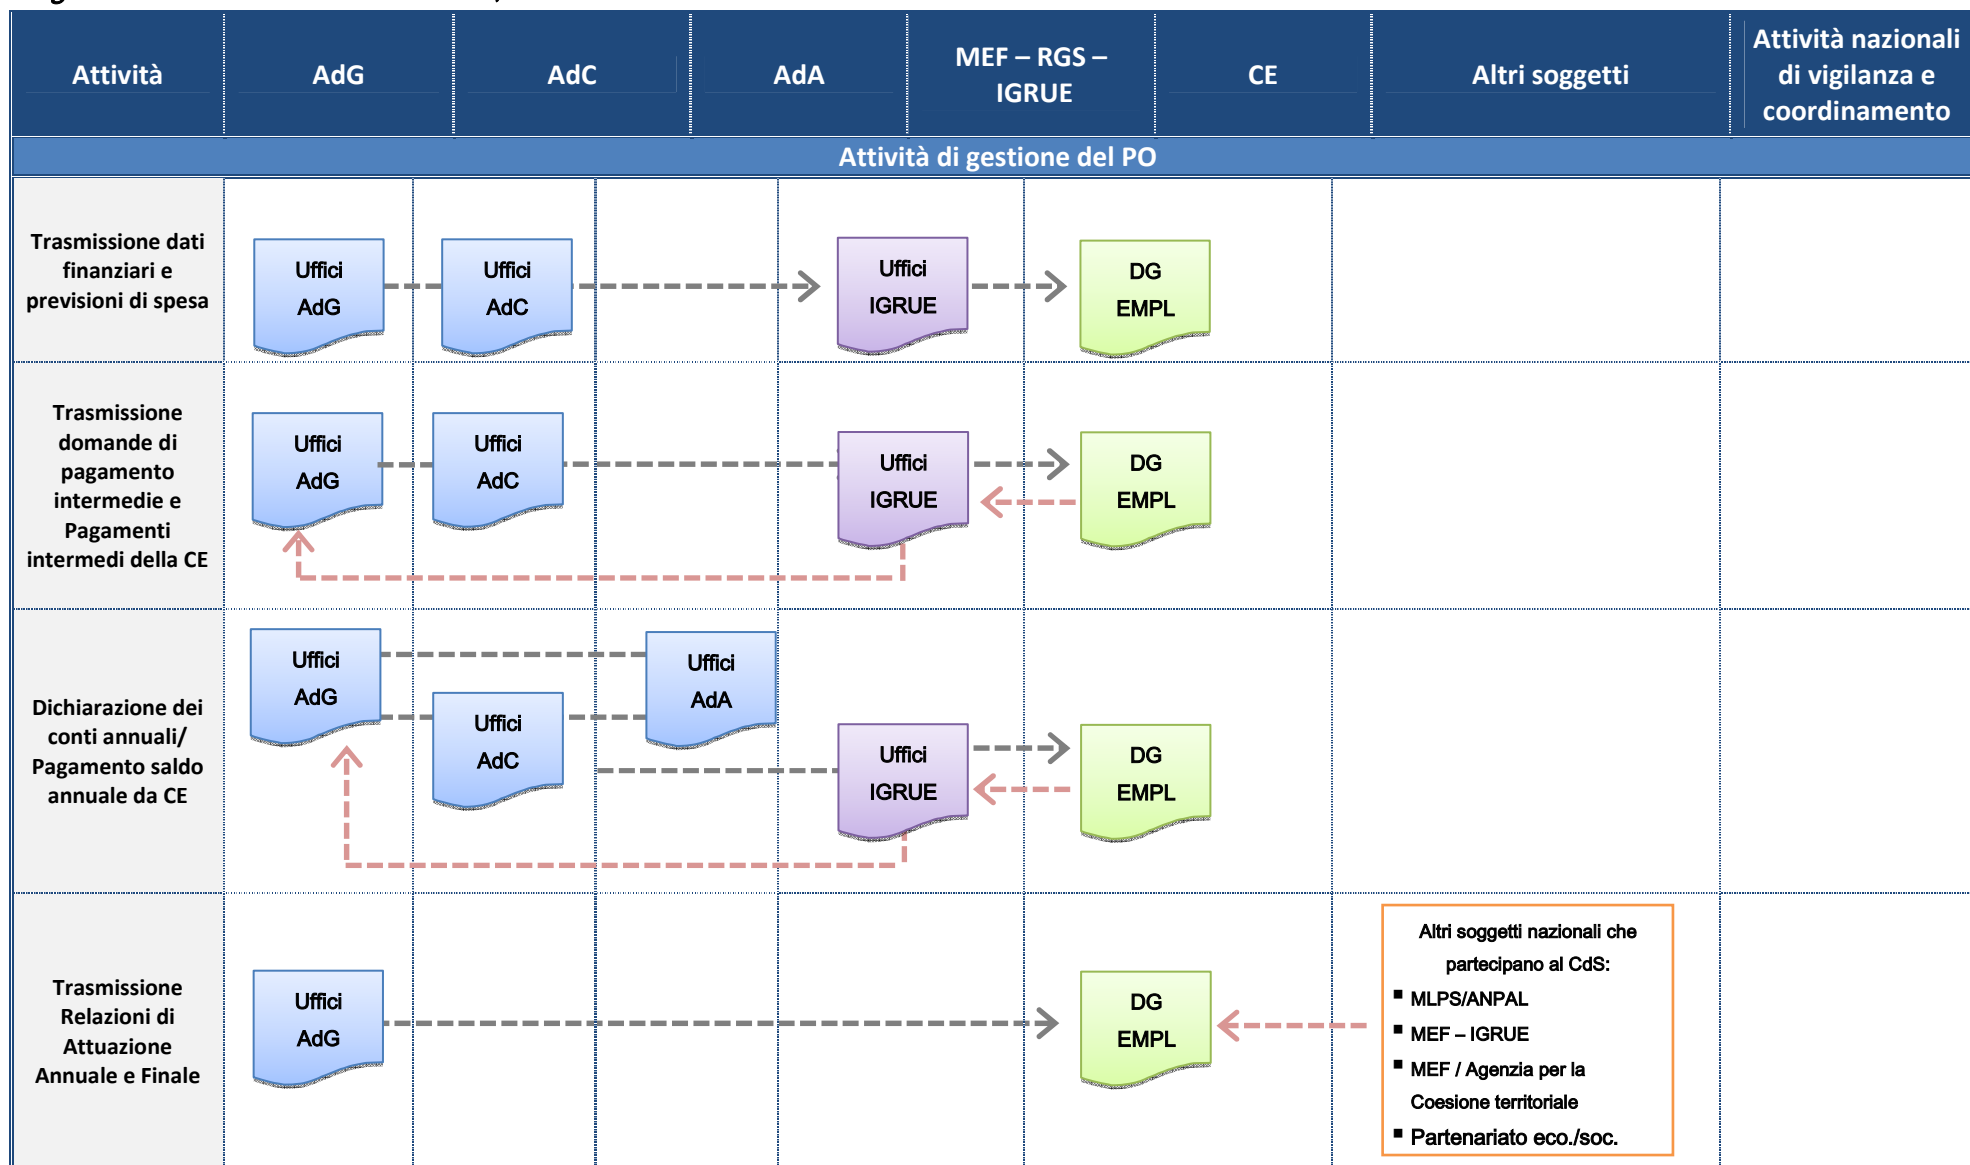 Attività
AdG
AdC
AdA
MEF – RGS –
IGRUE
CE
Altri soggetti
Attività nazionali
di vigilanza e
coordinamento
Attività di gestione del PO
Trasmissione dati
finanziari e
previsioni di spesa
Uffici
AdG
Uffici
AdC
Uffici
IGRUE
DG
EMPL
Trasmissione
domande di
pagamento
intermedie e
Pagamenti
intermedi della CE
Uffici
AdG
Uffici
AdC
Uffici
IGRUE
DG
EMPL
Dichiarazione dei
conti annuali/
Pagamento saldo
annuale da CE
Uffici
AdG
Uffici
AdC
Uffici
AdA
Uffici
IGRUE
DG
EMPL
Trasmissione
Relazioni di
Attuazione
Annuale e Finale
Uffici
AdG
DG
EMPL
Altri soggetti nazionali che
partecipano al CdS:
▪ MLPS/ANPAL
▪ MEF – IGRUE
▪ MEF / Agenzia per la
Coesione territoriale
▪ Partenariato eco./soc.